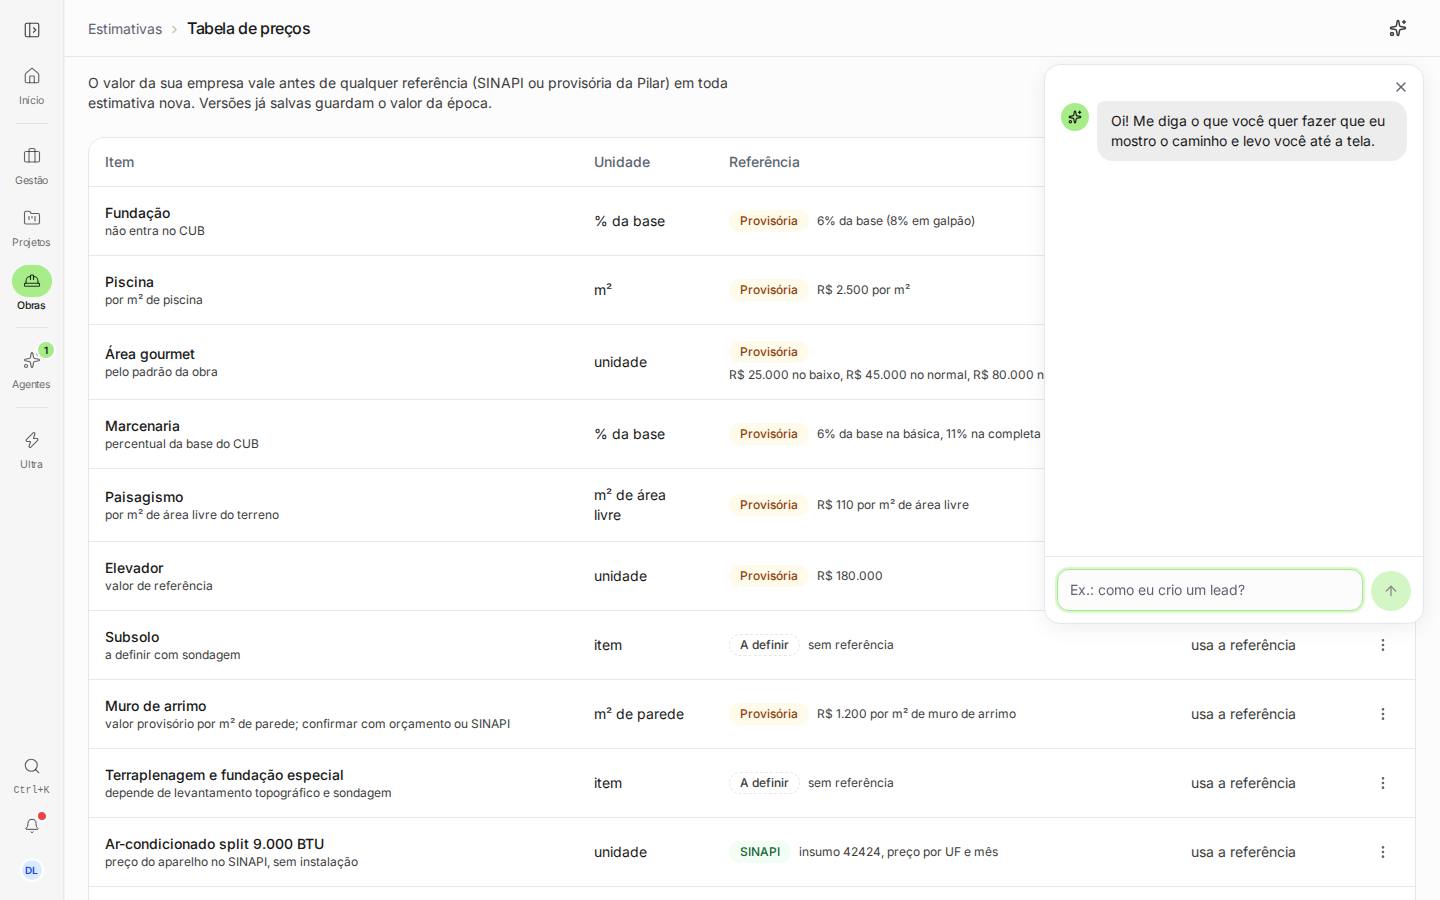 Início
Gestão
Projetos
Obras
1
Agentes
Ultra
Ctrl+K
DL
Estimativas
Tabela de preços
O valor da sua empresa vale antes de qualquer referência (SINAPI ou provisória da Pilar) em toda
estimativa nova. Versões já salvas guardam o valor da época.
Item Unidade Referência
Fundação
não entra no CUB
% da base
Provisória 6% da base (8% em galpão)
Piscina
por m² de piscina
m²
Provisória R$ 2.500 por m²
Área gourmet
pelo padrão da obra
unidade
Provisória
R$ 25.000 no baixo, R$ 45.000 no normal, R$ 80.000 n
Marcenaria
percentual da base do CUB
% da base
Provisória 6% da base na básica, 11% na completa
Paisagismo
por m² de área livre do terreno
m² de área
livre
Provisória R$ 110 por m² de área livre
Elevador
valor de referência
unidade
Provisória R$ 180.000
Subsolo
a definir com sondagem
item
A definir sem referência
usa a referência
Muro de arrimo
valor provisório por m² de parede; confirmar com orçamento ou SINAPI
m² de parede
Provisória R$ 1.200 por m² de muro de arrimo
usa a referência
Terraplenagem e fundação especial
depende de levantamento topográfico e sondagem
item
A definir sem referência
usa a referência
Ar-condicionado split 9.000 BTU
preço do aparelho no SINAPI, sem instalação
unidade
SINAPI insumo 42424, preço por UF e mês
usa a referência
Oi! Me diga o que você quer fazer que eu
mostro o caminho e levo você até a tela.
Ex.: como eu crio um lead?